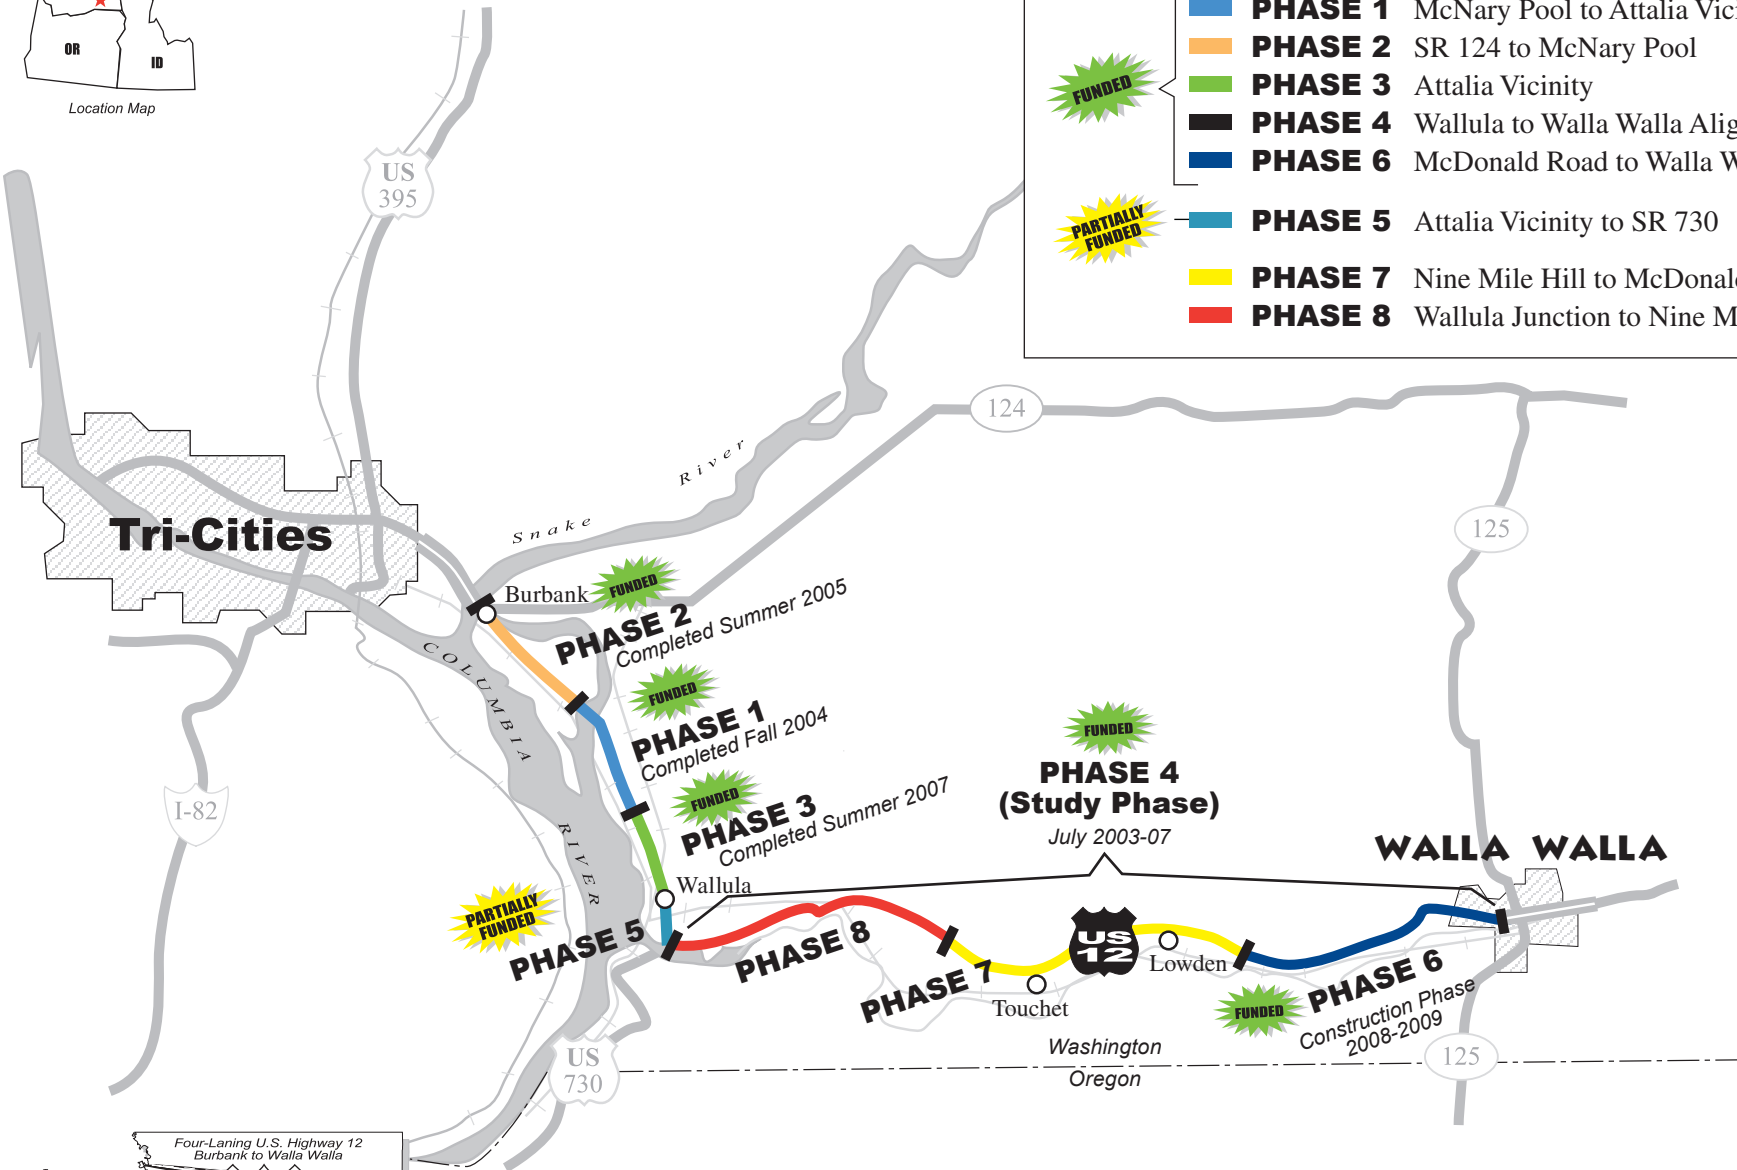 OR
ID
Location Map
PHASE 1 McNary Pool to Attalia Vici
PHASE 2 SR 124 to McNary Pool
FUNDED
PHASE 3 Attalia Vicinity
PHASE 4 Wallula to Walla Walla Alig
PHASE 6 McDonald Road to Walla W
PARTIALLY
FUNDED
PHASE 5 Attalia Vicinity to SR 730
PHASE 7 Nine Mile Hill to McDonald
PHASE 8 Wallula Junction to Nine M
US
395
124
125
River
Snake
Tri-Cities
Burbank
FUNDED
PHASE 2
Completed Summer 2005
COLUMBIA
RIVER
FUNDED
PHASE 1
Completed Fall 2004
FUNDED
PHASE 3
Completed Summer 2007
I-82
FUNDED
PHASE 4
(Study Phase)
July 2003-07
WALLA WALLA
Wallula
PARTIALLY
FUNDED
PHASE 5
PHASE 8
PHASE 7
US
12
Lowden
Touchet
FUNDED
PHASE 6
Construction Phase
2008-2009
Washington
Oregon
US
730
125
Four-Laning U.S. Highway 12
Burbank to Walla Walla